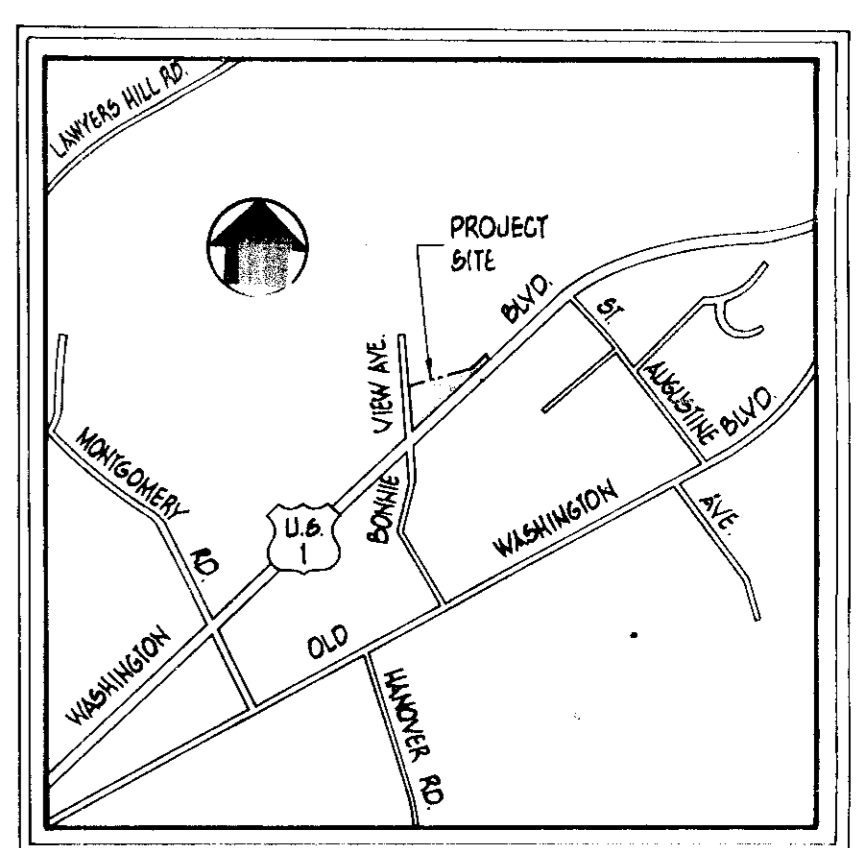 LAWYERS HILL RD.
PROJECT
SITE
WASHINGTON BLVD.
U.S.
1
BONNIE VIEW AVE.
ST. AUGUSTINE AVE.
MONTGOMERY RD.
OLD WASHINGTON BLVD.
HANOVER RD.